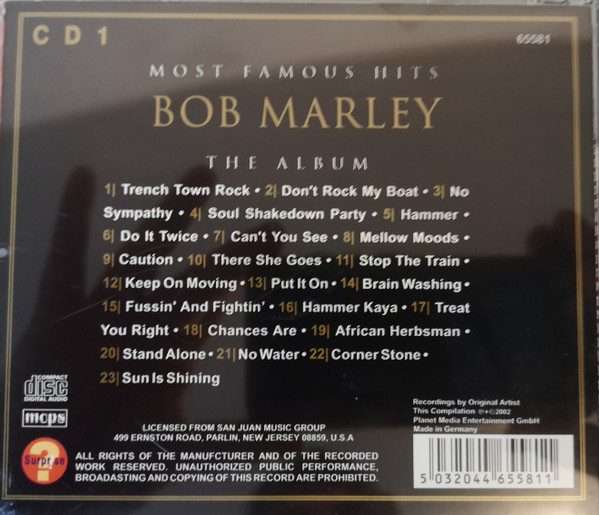 CD1
65581
MOST FAMOUS HITS
BOB MARLEY
THE ALBUM
1| Trench Town Rock • 2| Don't Rock My Boat • 3| No
Sympathy • 4| Soul Shakedown Party • 5| Hammer •
6| Do It Twice • 7| Can't You See • 8| Mellow Moods •
9| Caution • 10| There She Goes • 11| Stop The Train •
12| Keep On Moving • 13| Put It On • 14| Brain Washing •
15| Fussin' And Fightin' • 16| Hammer Kaya • 17| Treat
You Right • 18| Chances Are • 19| African Herbsman •
20| Stand Alone • 21| No Water • 22| Corner Stone •
23| Sun Is Shining
COMPACT
disc
DIGITAL AUDIO
mcps
Recordings by Original Artist
This Compilation ℗+©2002
Planet Media Entertainment GmbH
Made in Germany
LICENSED FROM SAN JUAN MUSIC GROUP
499 ERNSTON ROAD, PARLIN, NEW JERSEY 08859, U.S.A
Surprise
?
ALL RIGHTS OF THE MANUFCTURER AND OF THE RECORDED
WORK RESERVED. UNAUTHORIZED PUBLIC PERFORMANCE,
BROADASTING AND COPYING OF THIS RECORD ARE PROHIBITED.
5 032044 655811